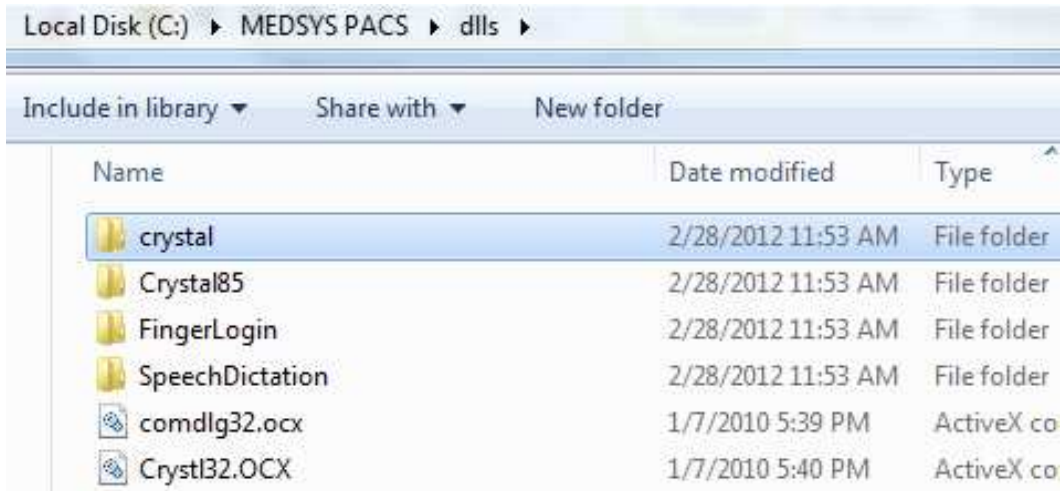 Local Disk (C:) ▸ MEDSYS PACS ▸ dlls ▸
Include in library ▾ Share with ▾ New folder
Name Date modified Type
crystal 2/28/2012 11:53 AM File folder
Crystal85 2/28/2012 11:53 AM File folder
FingerLogin 2/28/2012 11:53 AM File folder
SpeechDictation 2/28/2012 11:53 AM File folder
comdlg32.ocx 1/7/2010 5:39 PM ActiveX co
Crystl32.OCX 1/7/2010 5:40 PM ActiveX co